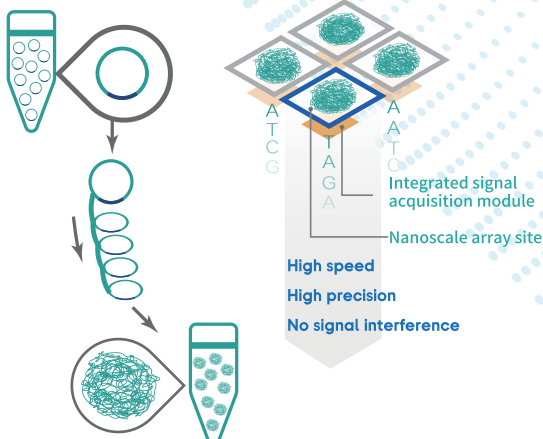 A
T
C
G
T
A
G
A
A
A
T
C
Integrated signal
acquisition module
Nanoscale array site
High speed
High precision
No signal interference